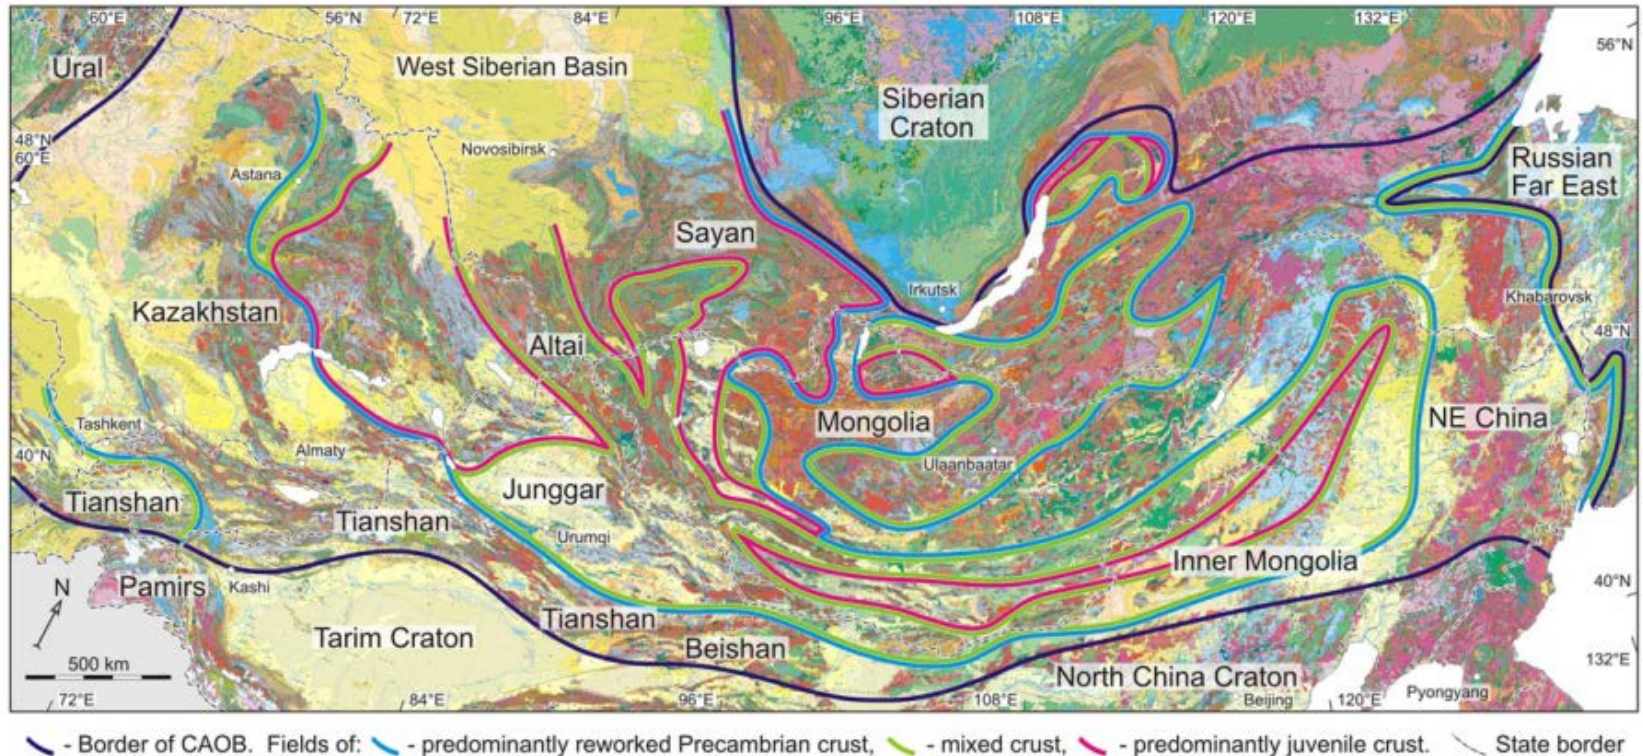 60°E 56°N 72°E 84°E 96°E 108°E 120°E 132°E
56°N
Ural
West Siberian Basin
Siberian
Craton
48°N
60°E
Novosibirsk
Astana
Russian
Far East
Sayan
Irkutsk
Khabarovsk
Kazakhstan
48°N
Altai
Mongolia
NE China
Tashkent
Almaty
40°N
Ulaanbaatar
Junggar
Tianshan
Tianshan
Urumqi
Inner Mongolia
N
Pamirs
Kashi
40°N
Tianshan
Tarim Craton
Beishan
500 km
132°E
North China Craton
72°E 84°E 96°E 108°E Beijing 120°E Pyongyang
- Border of CAOB. Fields of: - predominantly reworked Precambrian crust, - mixed crust, - predominantly juvenile crust. State border